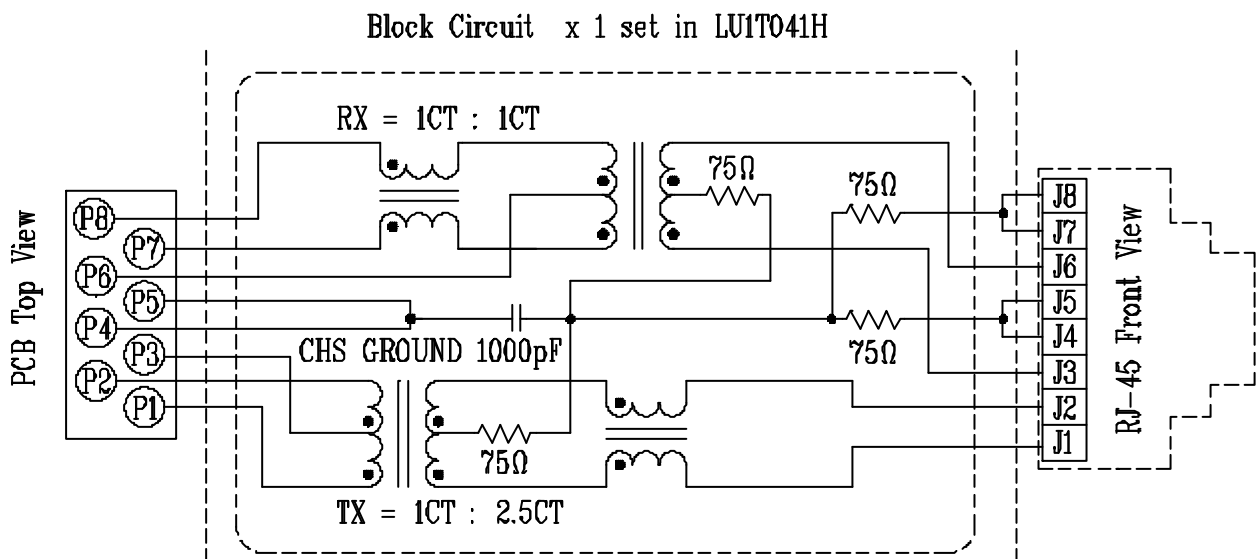 Block Circuit x 1 set in LU1T041H
RX = 1CT : 1CT
75Ω
75Ω
PCB Top View
P8
P7
P6
P5
P4
P3
P2
P1
CHS GROUND 1000pF
75Ω
75Ω
TX = 1CT : 2.5CT
J8
J7
J6
J5
J4
J3
J2
J1
RJ-45 Front View